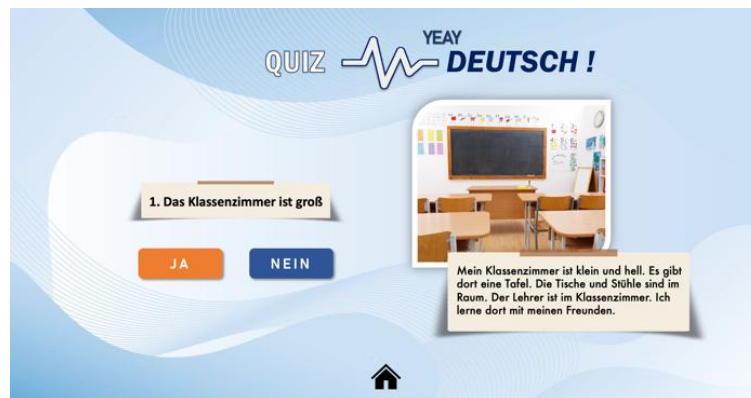 QUIZ
YEAY
DEUTSCH !
1. Das Klassenzimmer ist groß
JA
NEIN
Mein Klassenzimmer ist klein und hell. Es gibt
dort eine Tafel. Die Tische und Stühle sind im
Raum. Der Lehrer ist im Klassenzimmer. Ich
lerne dort mit meinen Freunden.